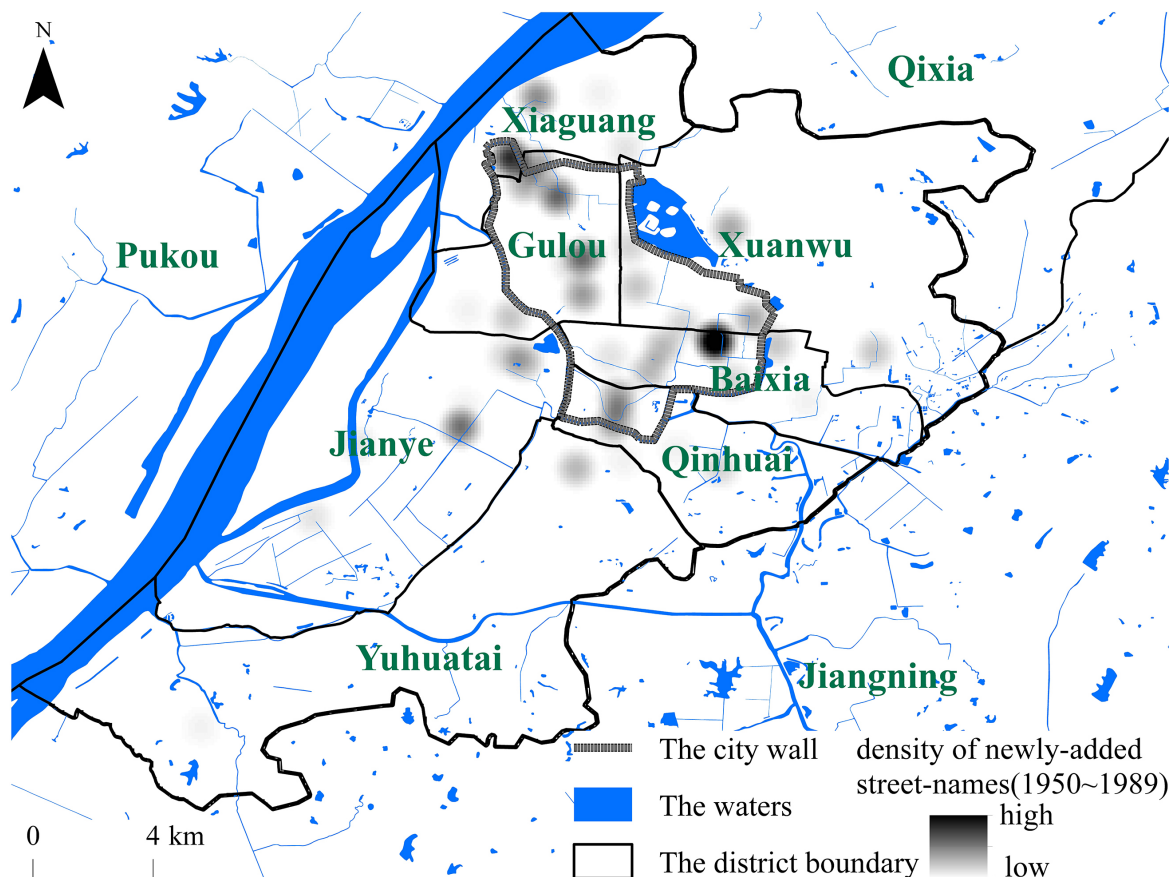 N
Qixia
Xiaguang
Pukou
Gulou
Xuanwu
Baixia
Jianye
Qinhuai
Yuhuatai
Jiangning
The city wall
The waters
The district boundary
density of newly-added
street-names(1950~1989)
high
low
0
4 km